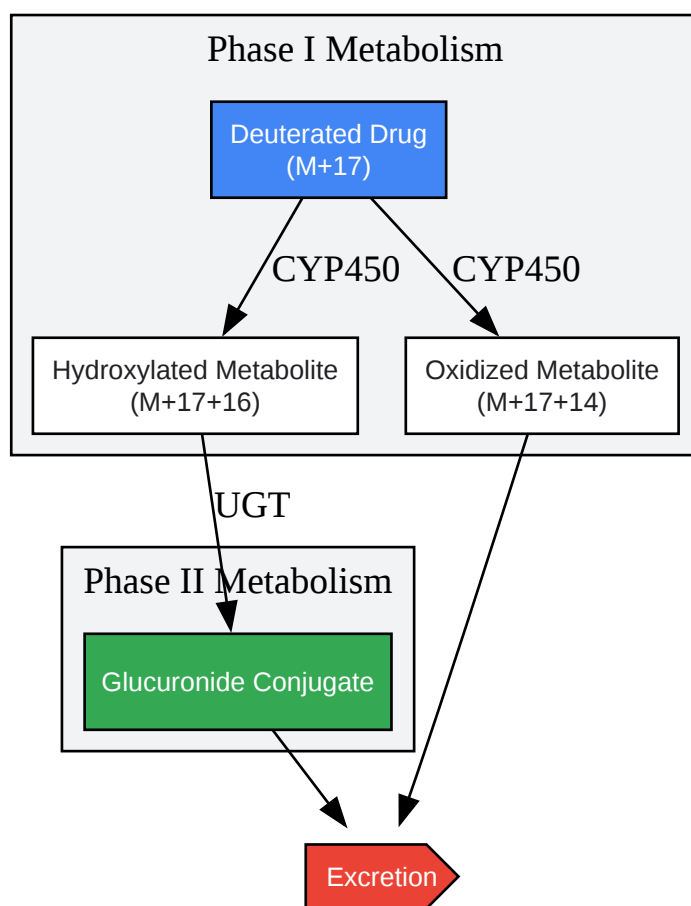 Phase I Metabolism
Deuterated Drug
(M+17)
CYP450
CYP450
Hydroxylated Metabolite
(M+17+16)
Oxidized Metabolite
(M+17+14)
UGT
Phase II Metabolism
Glucuronide Conjugate
Excretion